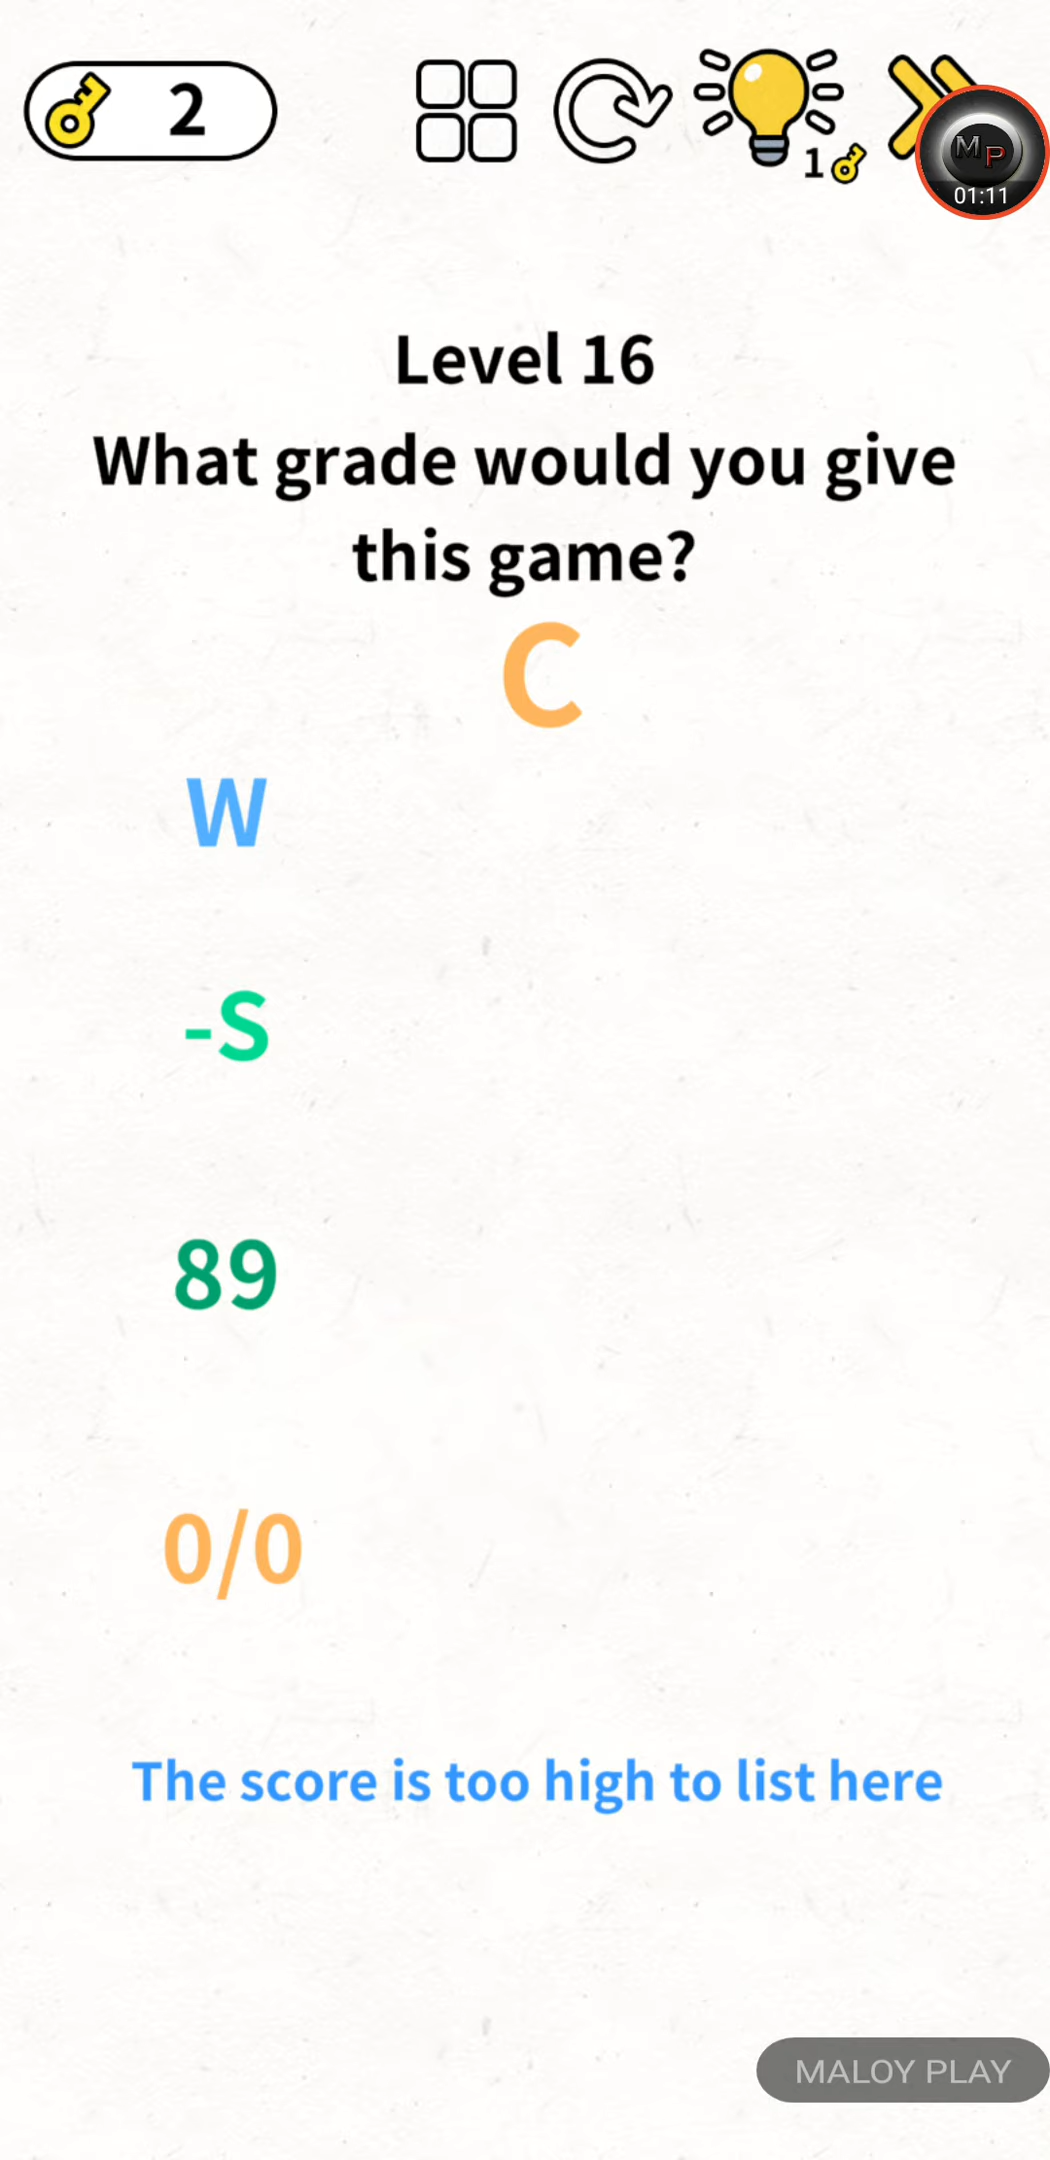 2
1
M P
01:11
Level 16
What grade would you give
this game?
C
W
-S
89
0/0
The score is too high to list here
MALOY PLAY